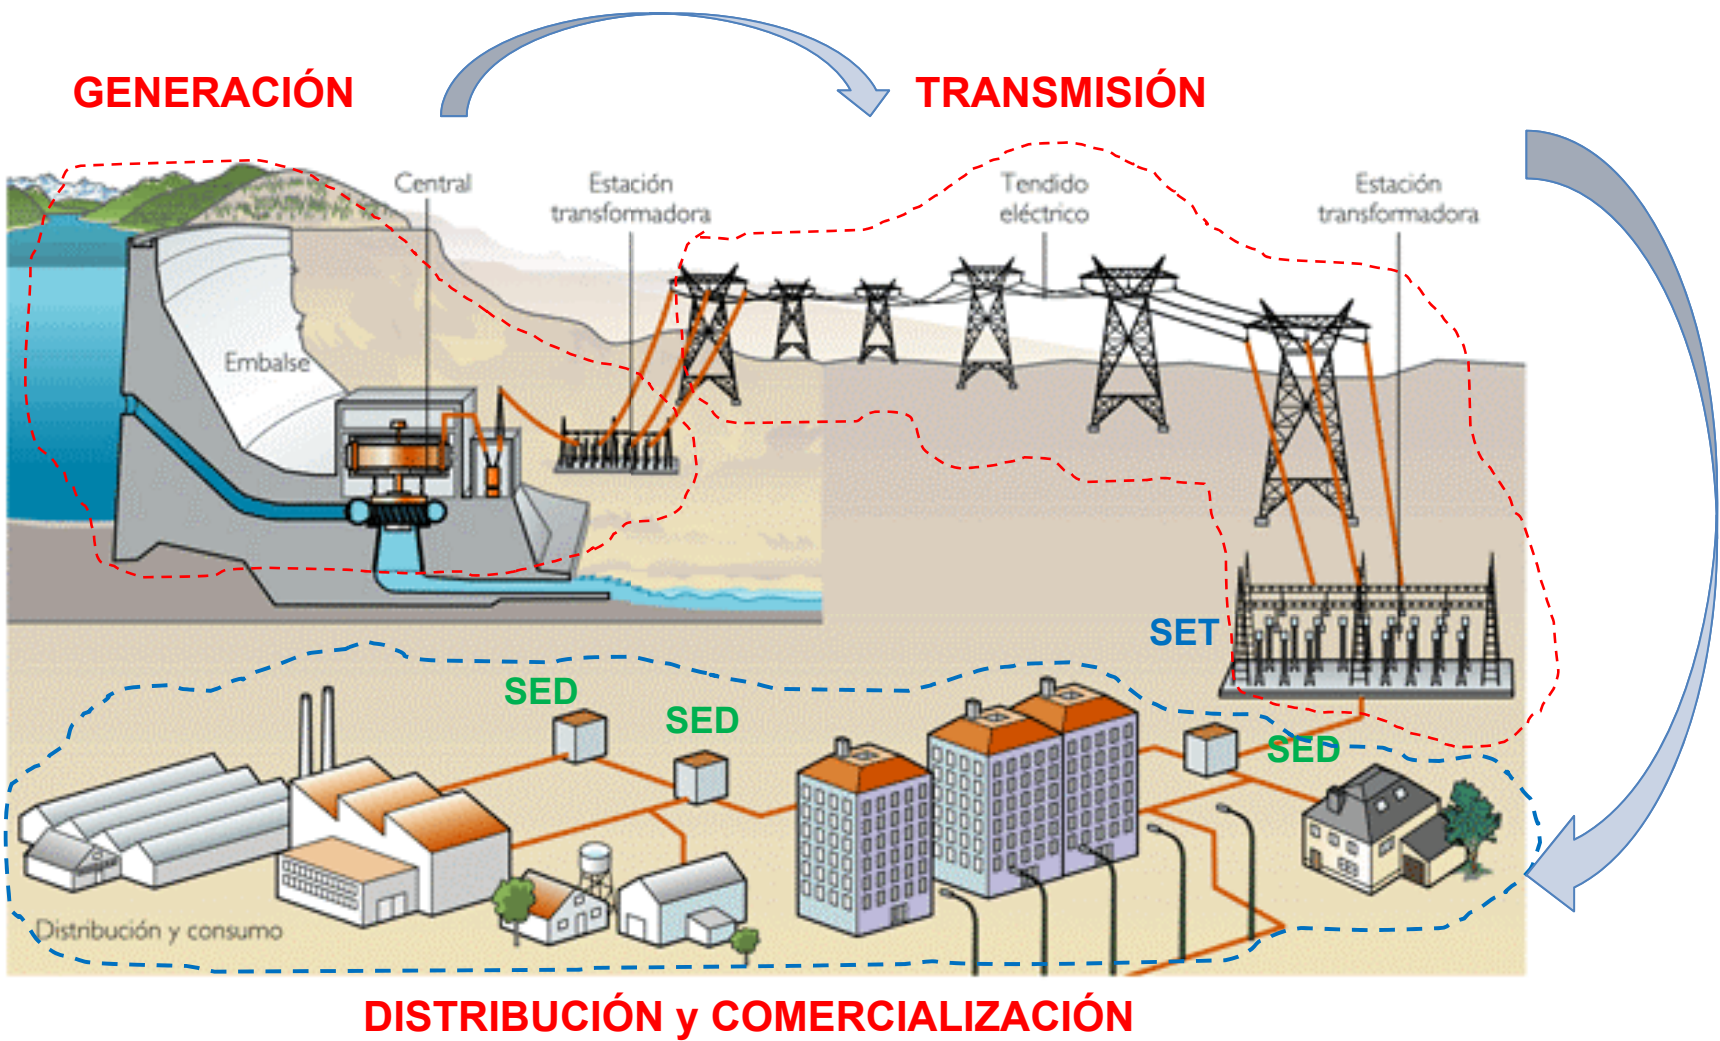 GENERACIÓN
TRANSMISIÓN
Central
Estación
transformadora
Tendido
eléctrico
Estación
transformadora
Embalse
SET
SED
SED
SED
Distribución y consumo
DISTRIBUCIÓN y COMERCIALIZACIÓN